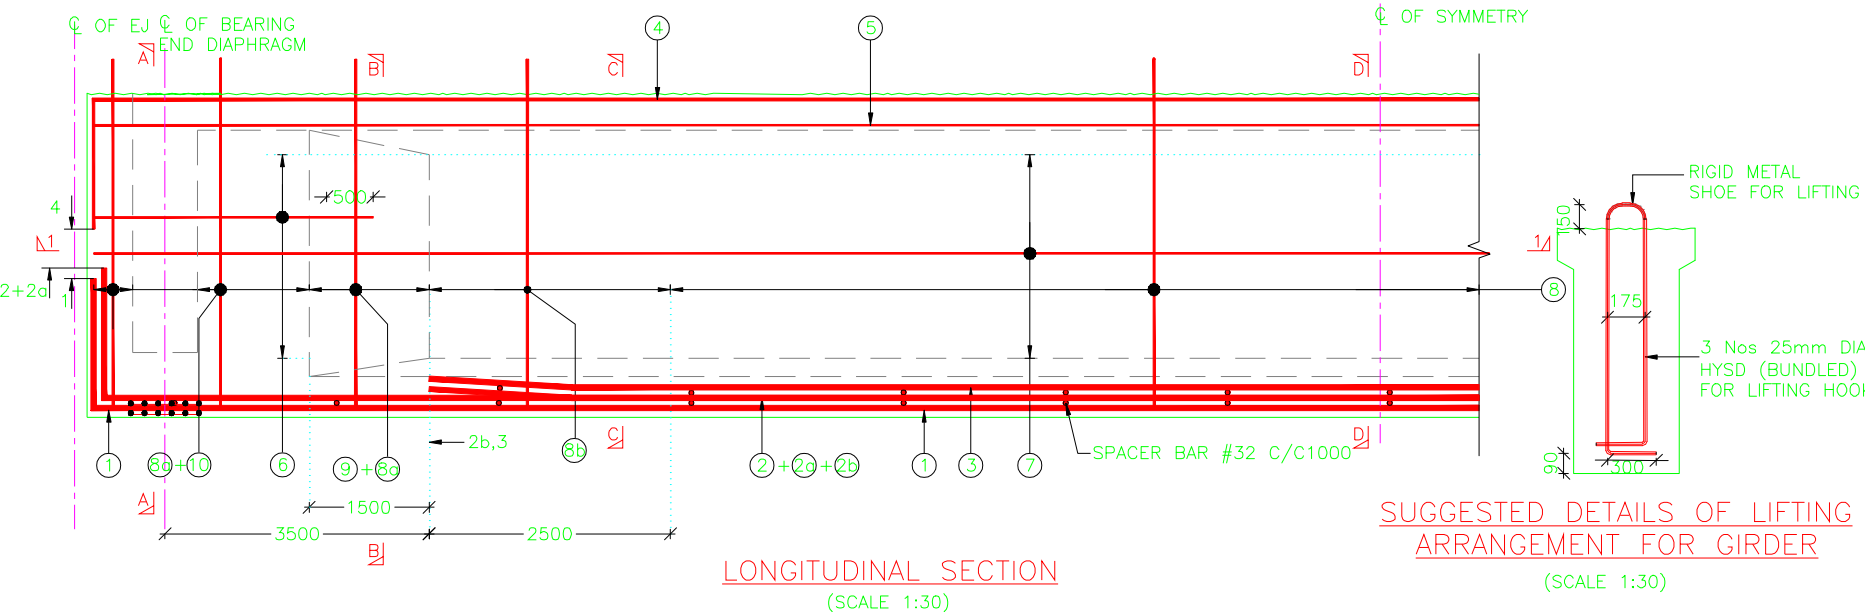 ℄ OF EJ ℄ OF BEARING
END DIAPHRAGM
℄ OF SYMMETRY
A
B
C
D
4
5
500
4
1
1
2+2a
1
8
RIGID METAL
SHOE FOR LIFTING
150
175
3 Nos 25mm DIA
HYSD (BUNDLED)
FOR LIFTING HOOK
90
300
2b,3
C
D
SPACER BAR #32 C/C1000
1
8a+10
6
9+8a
8b
2+2a+2b
1
3
7
A
1500
3500
2500
B
LONGITUDINAL SECTION
(SCALE 1:30)
SUGGESTED DETAILS OF LIFTING
ARRANGEMENT FOR GIRDER
(SCALE 1:30)